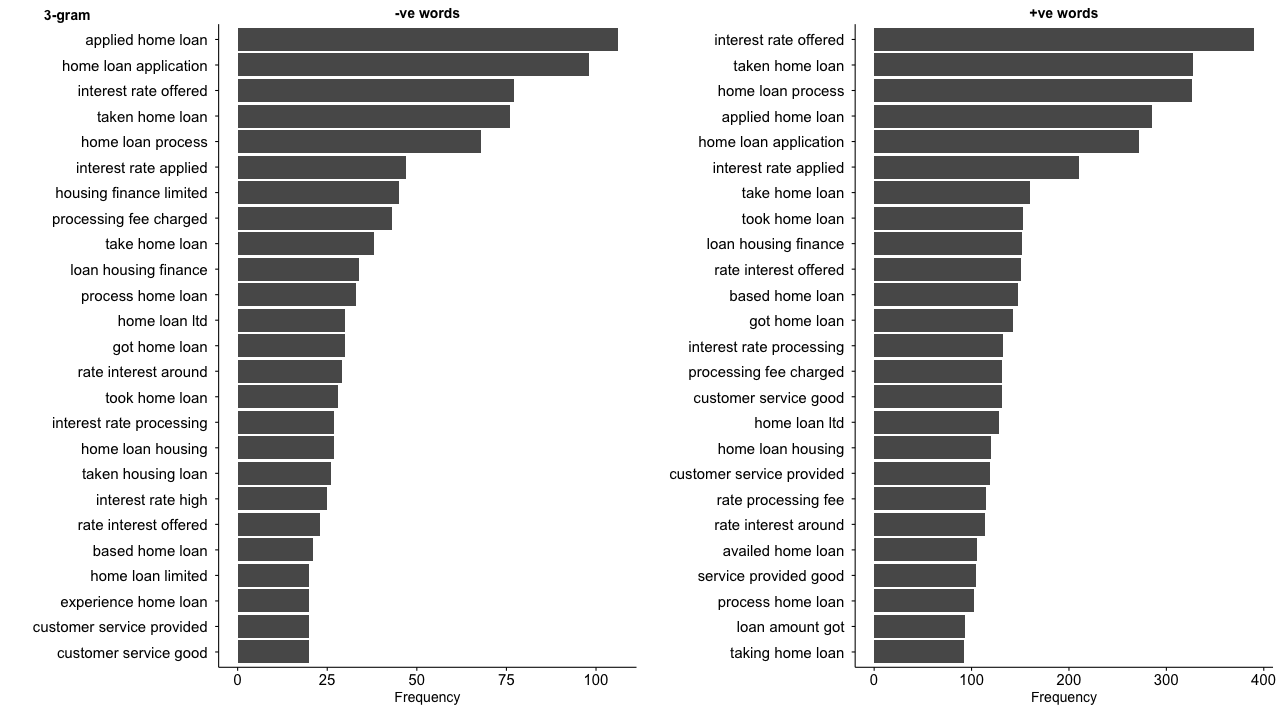 3-gram
-ve words
applied home loan
home loan application
interest rate offered
taken home loan
home loan process
interest rate applied
housing finance limited
processing fee charged
take home loan
loan housing finance
process home loan
home loan ltd
got home loan
rate interest around
took home loan
interest rate processing
home loan housing
taken housing loan
interest rate high
rate interest offered
based home loan
home loan limited
experience home loan
customer service provided
customer service good
0 25 50 75 100
Frequency
+ve words
interest rate offered
taken home loan
home loan process
applied home loan
home loan application
interest rate applied
take home loan
took home loan
loan housing finance
rate interest offered
based home loan
got home loan
interest rate processing
processing fee charged
customer service good
home loan ltd
home loan housing
customer service provided
rate processing fee
rate interest around
availed home loan
service provided good
process home loan
loan amount got
taking home loan
0 100 200 300 400
Frequency